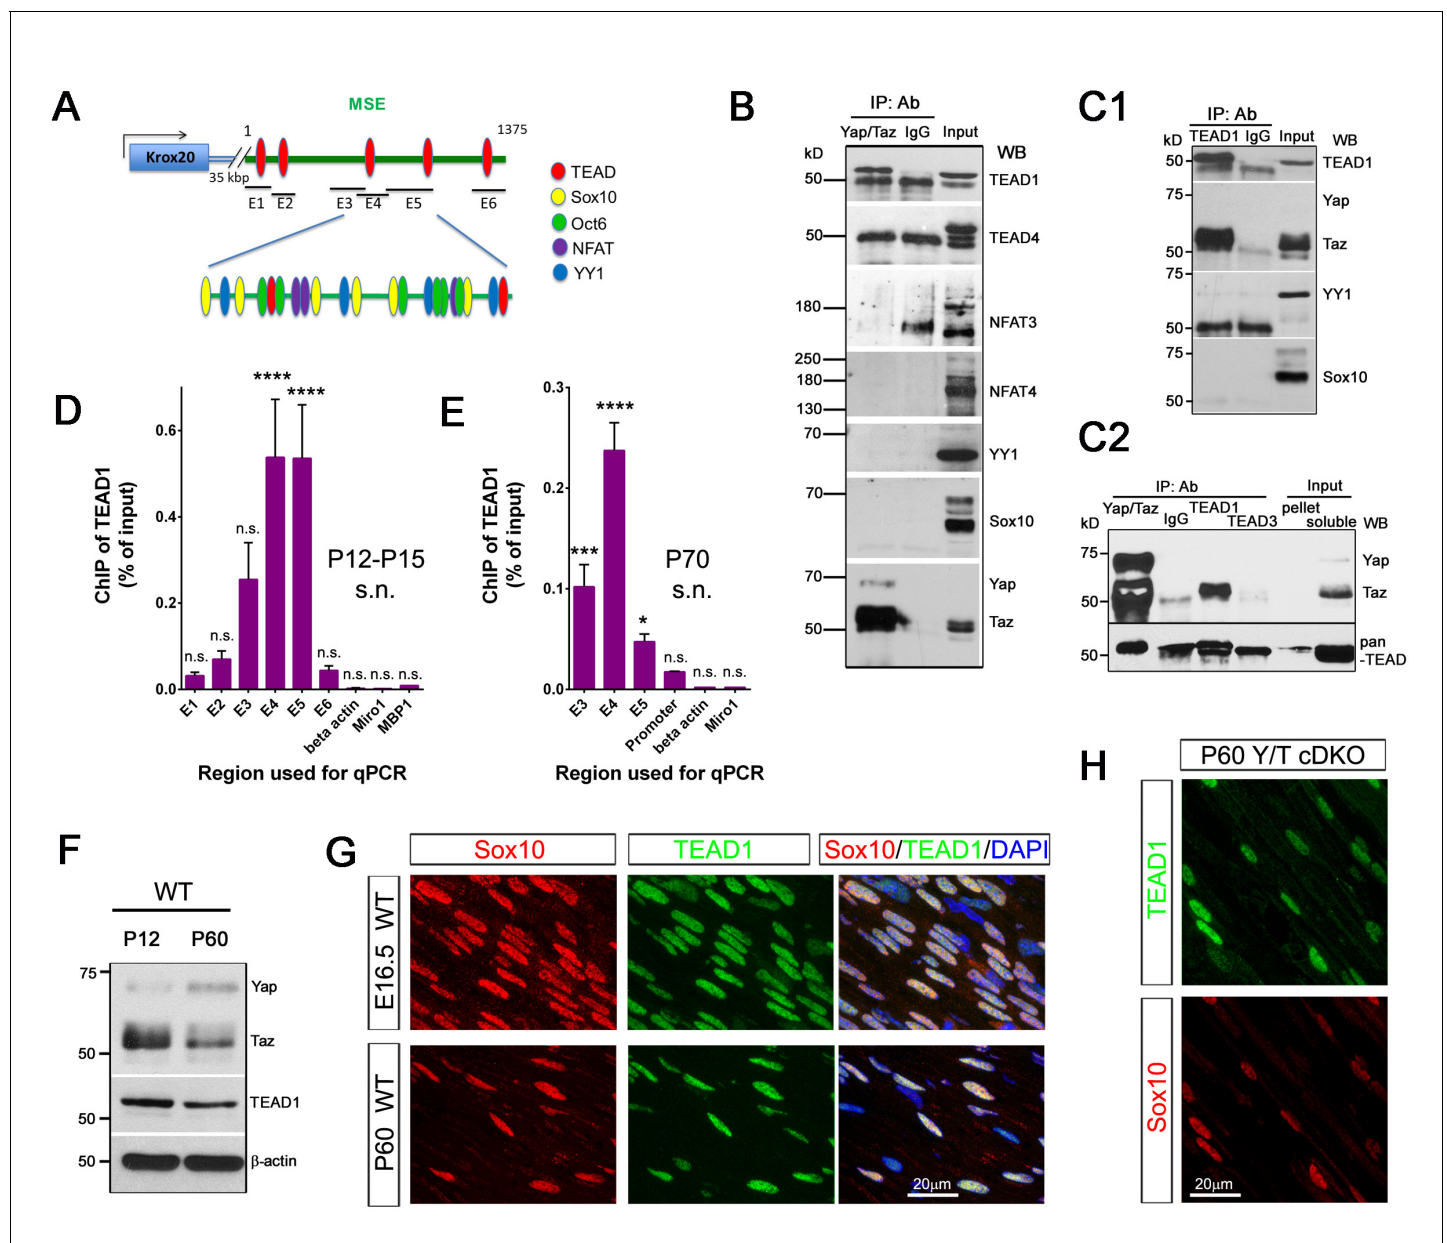 A
MSE
1
1375
Krox20
35 kbp
E1 E2 E3 E4 E5 E6
TEAD
Sox10
Oct6
NFAT
YY1
B
IP: Ab
Yap/Taz IgG Input
kD
WB
50
TEAD1
50
TEAD4
180
NFAT3
250
180
130
NFAT4
70
YY1
70
Sox10
70
50
Yap
Taz
C1
IP: Ab
TEAD1 IgG Input
kD
WB
50
TEAD1
75
Yap
50
Taz
75
YY1
50
75
Sox10
50
C2
IP: Ab
Input
Yap/Taz IgG TEAD1 TEAD3 pellet soluble
kD
WB
75
Yap
50
Taz
50
pan
-TEAD
D
ChIP of TEAD1
(% of input)
0.6
0.4
0.2
0.0
n.s. n.s. n.s. **** **** n.s. n.s. n.s. n.s.
P12-P15
s.n.
E1 E2 E3 E4 E5 E6 beta actin Miro1 MBP1
Region used for qPCR
E
ChIP of TEAD1
(% of input)
0.3
0.2
0.1
0.0
*** **** * n.s. n.s. n.s.
P70
s.n.
E3 E4 E5 Promoter beta actin Miro1
Region used for qPCR
F
WT
P12 P60
75
Yap
Taz
50
TEAD1
50
50
β-actin
G
Sox10
TEAD1
Sox10/TEAD1/DAPI
E16.5 WT
P60 WT
20μm
H
P60 Y/T cDKO
TEAD1
Sox10
20μm